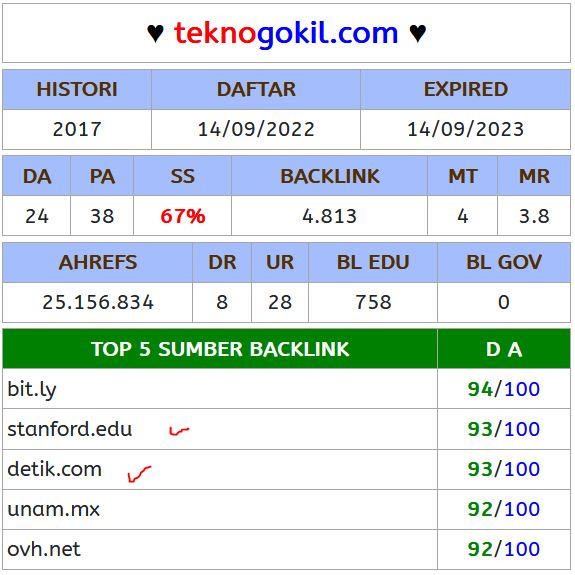 ♥ teknogokil.com ♥
HISTORI DAFTAR EXPIRED
2017 14/09/2022 14/09/2023
DA PA SS BACKLINK MT MR
24 38 67% 4.813 4 3.8
AHREFS DR UR BL EDU BL GOV
25.156.834 8 28 758 0
TOP 5 SUMBER BACKLINK D A
bit.ly 94/100
stanford.edu 93/100
detik.com 93/100
unam.mx 92/100
ovh.net 92/100